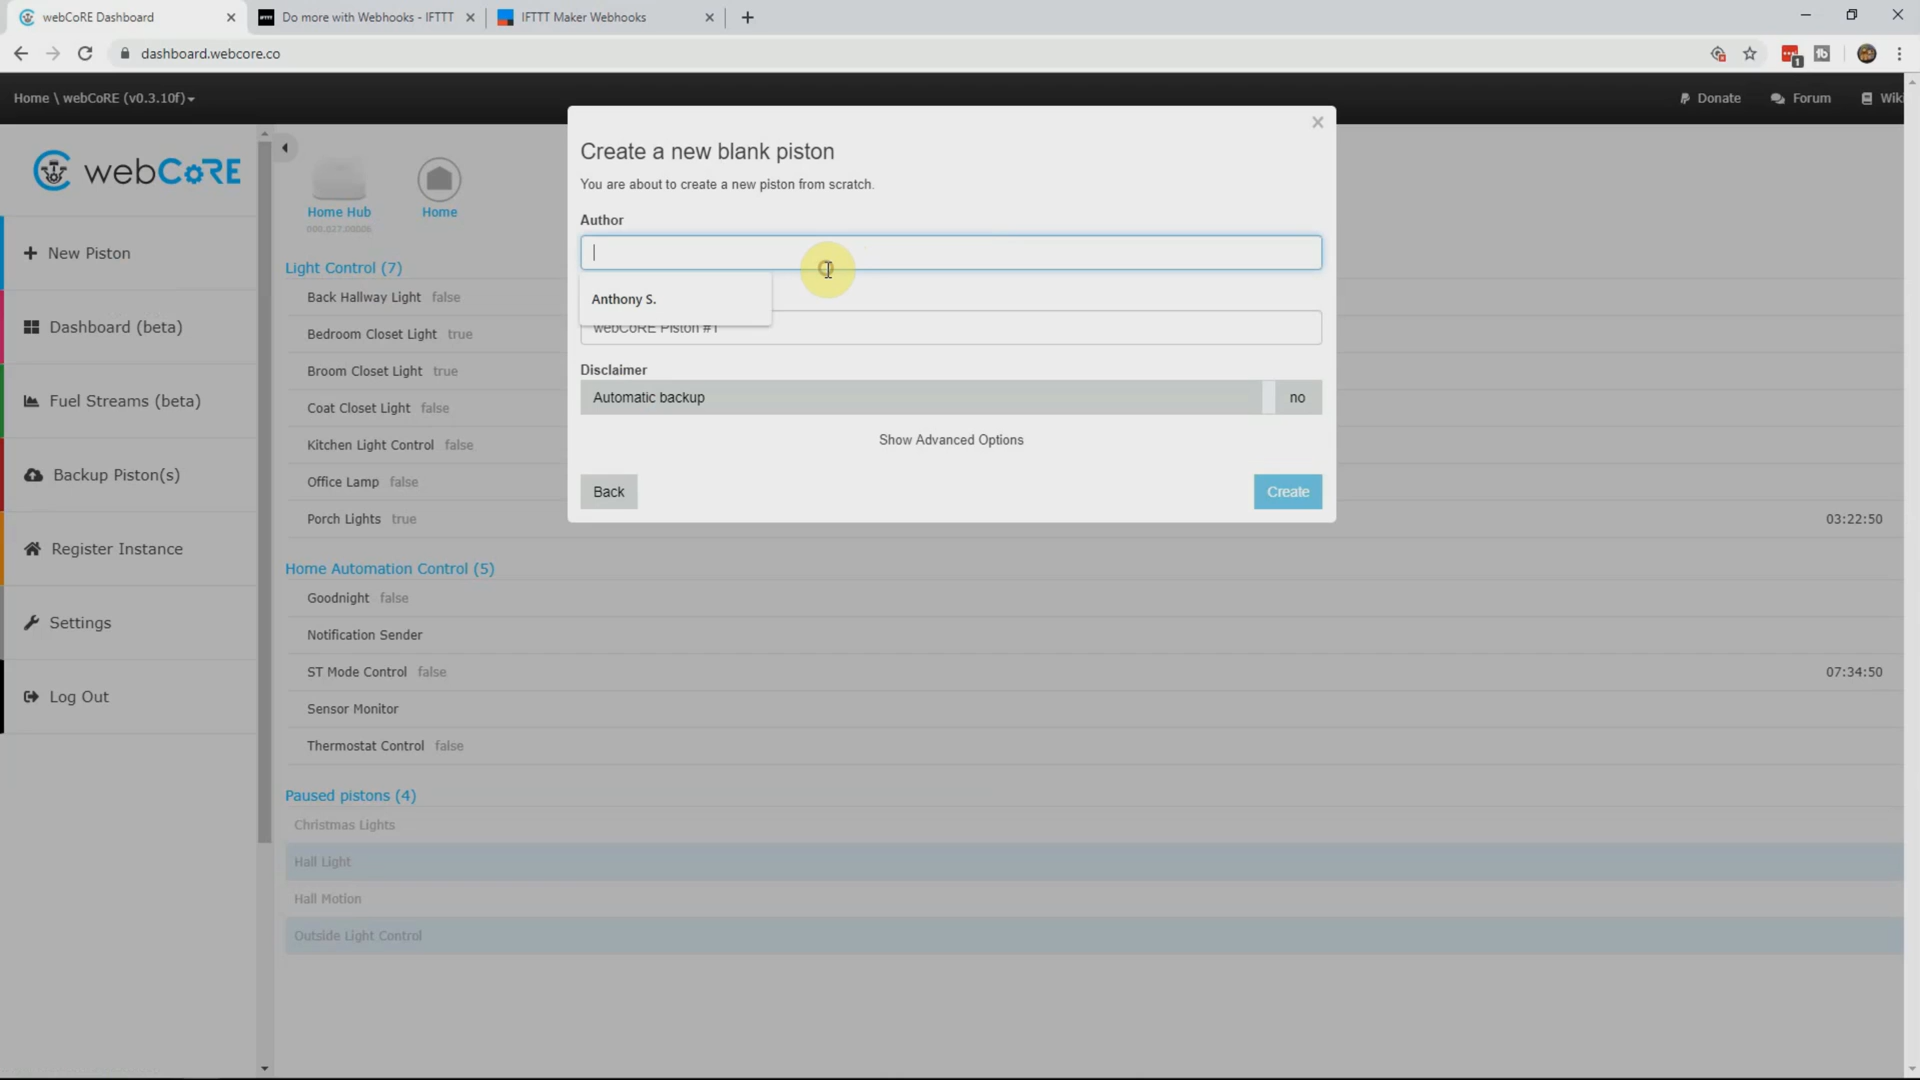 webCoRE Dashboard
Do more with Webhooks - IFTTT
IFTTT Maker Webhooks
dashboard.webcore.co
1
Home \ webCoRE (v0.3.10f)
Donate
Forum
Wiki
webCoRE
New Piston
Dashboard (beta)
Fuel Streams (beta)
Backup Piston(s)
Register Instance
Settings
Log Out
Home Hub
000.027.00006
Home
Light Control (7)
Back Hallway Light false
Bedroom Closet Light true
Broom Closet Light true
Coat Closet Light false
Kitchen Light Control false
Office Lamp false
Porch Lights true
03:22:50
Home Automation Control (5)
Goodnight false
Notification Sender
ST Mode Control false
07:34:50
Sensor Monitor
Thermostat Control false
Paused pistons (4)
Christmas Lights
Hall Light
Hall Motion
Outside Light Control
Create a new blank piston
You are about to create a new piston from scratch.
Author
Anthony S.
webCoRE Piston #1
Disclaimer
Automatic backup
no
Show Advanced Options
Back
Create